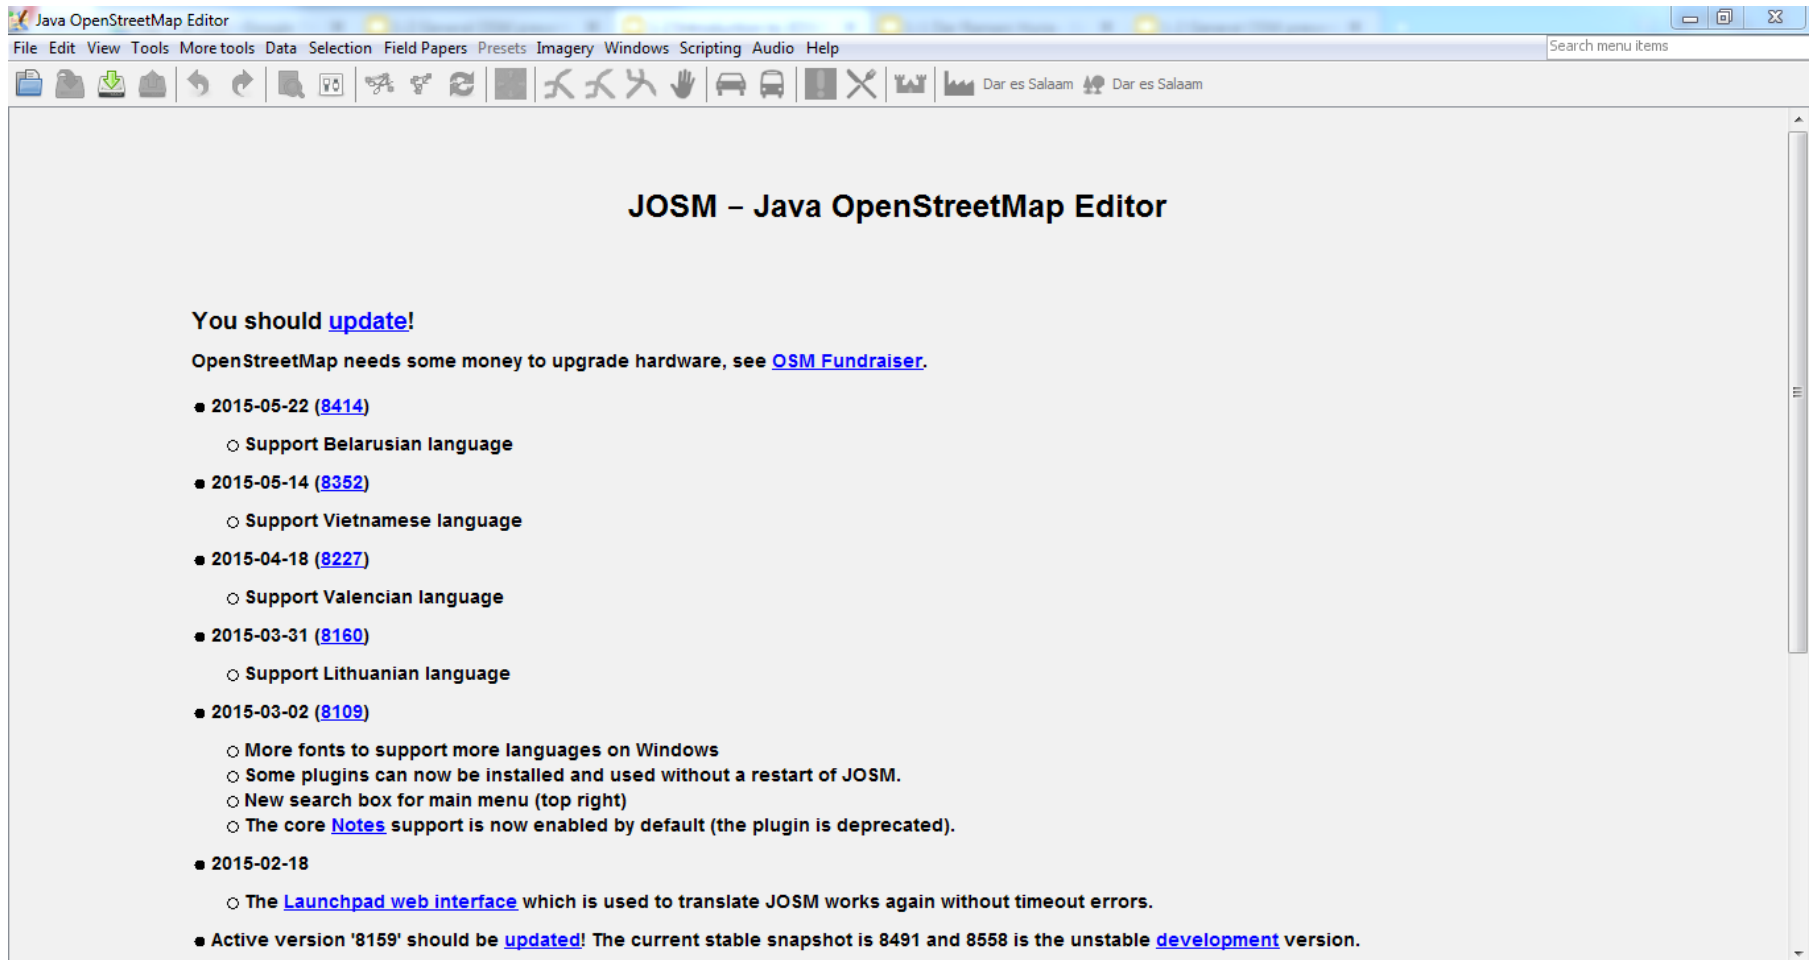 Java OpenStreetMap Editor
File Edit View Tools More tools Data Selection Field Papers Presets Imagery Windows Scripting Audio Help
Search menu items
Dar es Salaam Dar es Salaam
JOSM – Java OpenStreetMap Editor
You should update!
OpenStreetMap needs some money to upgrade hardware, see OSM Fundraiser.
2015-05-22 (8414)
Support Belarusian language
2015-05-14 (8352)
Support Vietnamese language
2015-04-18 (8227)
Support Valencian language
2015-03-31 (8160)
Support Lithuanian language
2015-03-02 (8109)
More fonts to support more languages on Windows
Some plugins can now be installed and used without a restart of JOSM.
New search box for main menu (top right)
The core Notes support is now enabled by default (the plugin is deprecated).
2015-02-18
The Launchpad web interface which is used to translate JOSM works again without timeout errors.
Active version '8159' should be updated! The current stable snapshot is 8491 and 8558 is the unstable development version.